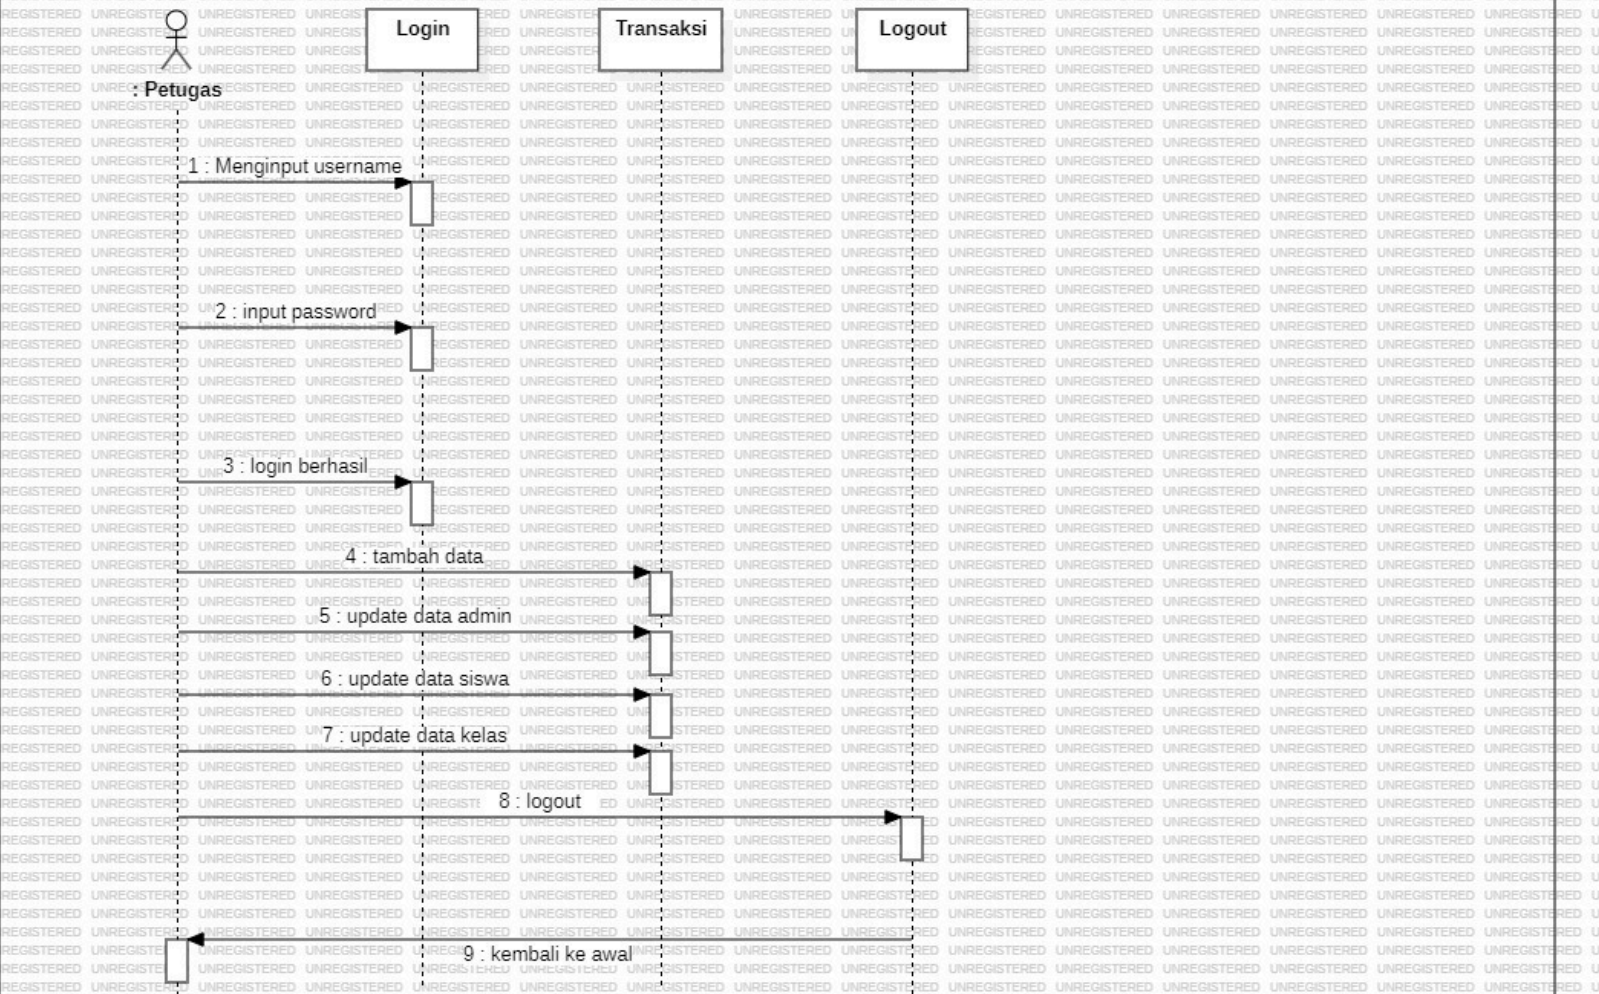 Login
Transaksi
Logout
: Petugas
1 : Menginput username
2 : input password
3 : login berhasil
4 : tambah data
5 : update data admin
6 : update data siswa
7 : update data kelas
8 : logout
9 : kembali ke awal
UNREGISTERED